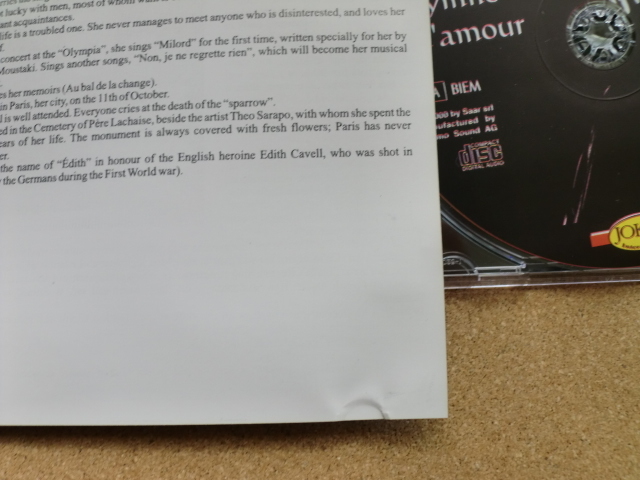 e lucky with men, most of whom
ant acquaintances.
life is a troubled one. She never manages to meet anyone who is disinterested, and loves her
f.
concert at the "Olympia", she sings "Milord" for the first time, written specially for her by
Moustaki. Sings another songs, "Non, je ne regrette rien", which will become her musical
es her memoirs (Au bal de la change).
in Paris, her city, on the 11th of October.
l is well attended. Everyone cries at the death of the "sparrow".
ed in the Cemetery of Père Lachaise, beside the artist Theo Sarapo, with whom she spent the
ears of her life. The monument is always covered with fresh flowers; Paris has never
er.
the name of "Édith" in honour of the English heroine Edith Cavell, who was shot in
the Germans during the First World war).
'amour
A BIEM
000 by Saar srl
ufactured by
mo Sound AG
COMPACT
disc
DIGITAL AUDIO
JOK